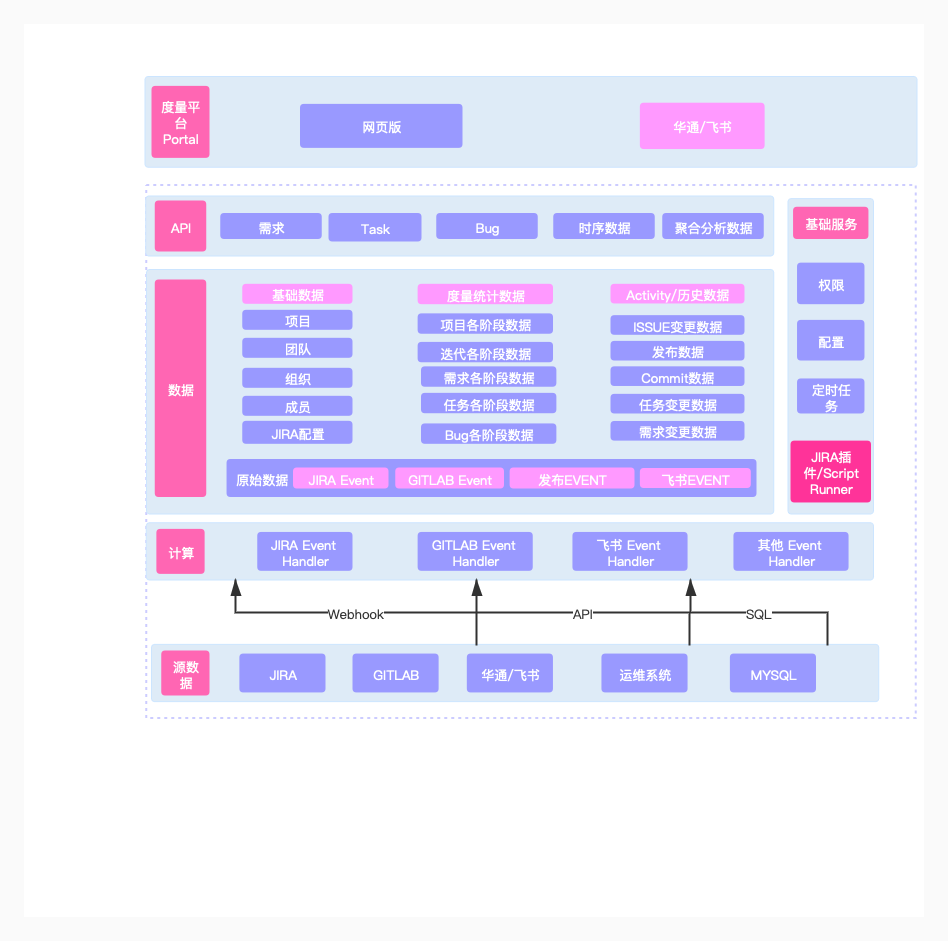 度量平
台
Portal
网页版
华通/飞书
API
需求
Task
Bug
时序数据
聚合分析数据
基础服务
权限
配置
定时任
务
JIRA插
件/Script
Runner
数据
基础数据
项目
团队
组织
成员
JIRA配置
度量统计数据
项目各阶段数据
迭代各阶段数据
需求各阶段数据
任务各阶段数据
Bug各阶段数据
Activity/历史数据
ISSUE变更数据
发布数据
Commit数据
任务变更数据
需求变更数据
原始数据
JIRA Event
GITLAB Event
发布EVENT
飞书EVENT
计算
JIRA Event
Handler
GITLAB Event
Handler
飞书 Event
Handler
其他 Event
Handler
Webhook
API
SQL
源数
据
JIRA
GITLAB
华通/飞书
运维系统
MYSQL